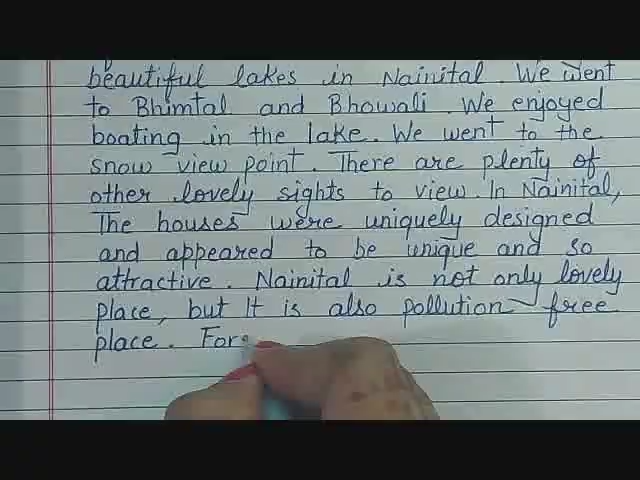 beautiful lakes in Nainital. We went
to Bhimtal and Bhowali. We enjoyed
boating in the lake. We went to the
snow view point. There are plenty of
other lovely sights to view. In Nainital,
The houses were uniquely designed
and appeared to be unique and so
attractive. Nainital is not only lovely
place, but It is also pollution-free
place. For